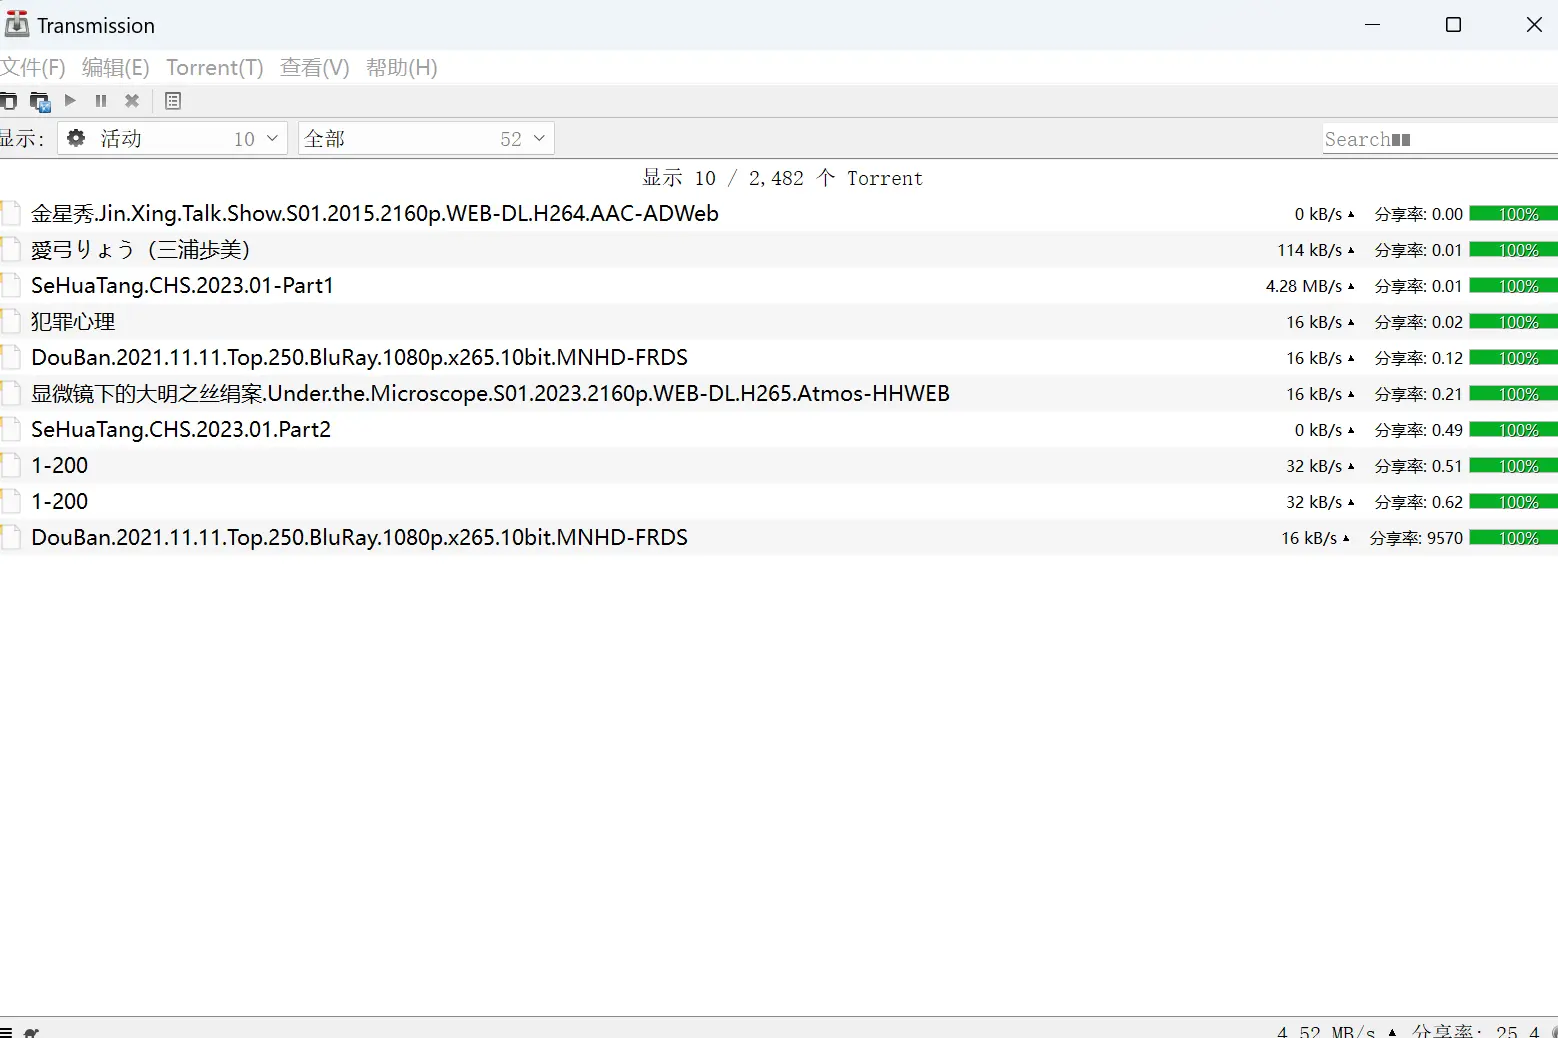 Transmission
文件(F) 编辑(E) Torrent(T) 查看(V) 帮助(H)
显示: 活动 10 全部 52 Search
显示 10 / 2,482 个 Torrent
金星秀.Jin.Xing.Talk.Show.S01.2015.2160p.WEB-DL.H264.AAC-ADWeb 0 kB/s ▲ 分享率: 0.00 100%
愛弓りょう（三浦歩美） 114 kB/s ▲ 分享率: 0.01 100%
SeHuaTang.CHS.2023.01-Part1 4.28 MB/s ▲ 分享率: 0.01 100%
犯罪心理 16 kB/s ▲ 分享率: 0.02 100%
DouBan.2021.11.11.Top.250.BluRay.1080p.x265.10bit.MNHD-FRDS 16 kB/s ▲ 分享率: 0.12 100%
显微镜下的大明之丝绢案.Under.the.Microscope.S01.2023.2160p.WEB-DL.H265.Atmos-HHWEB 16 kB/s ▲ 分享率: 0.21 100%
SeHuaTang.CHS.2023.01.Part2 0 kB/s ▲ 分享率: 0.49 100%
1-200 32 kB/s ▲ 分享率: 0.51 100%
1-200 32 kB/s ▲ 分享率: 0.62 100%
DouBan.2021.11.11.Top.250.BluRay.1080p.x265.10bit.MNHD-FRDS 16 kB/s ▲ 分享率: 9570 100%
4.52 MB/s ▲ 分享率: 25.4